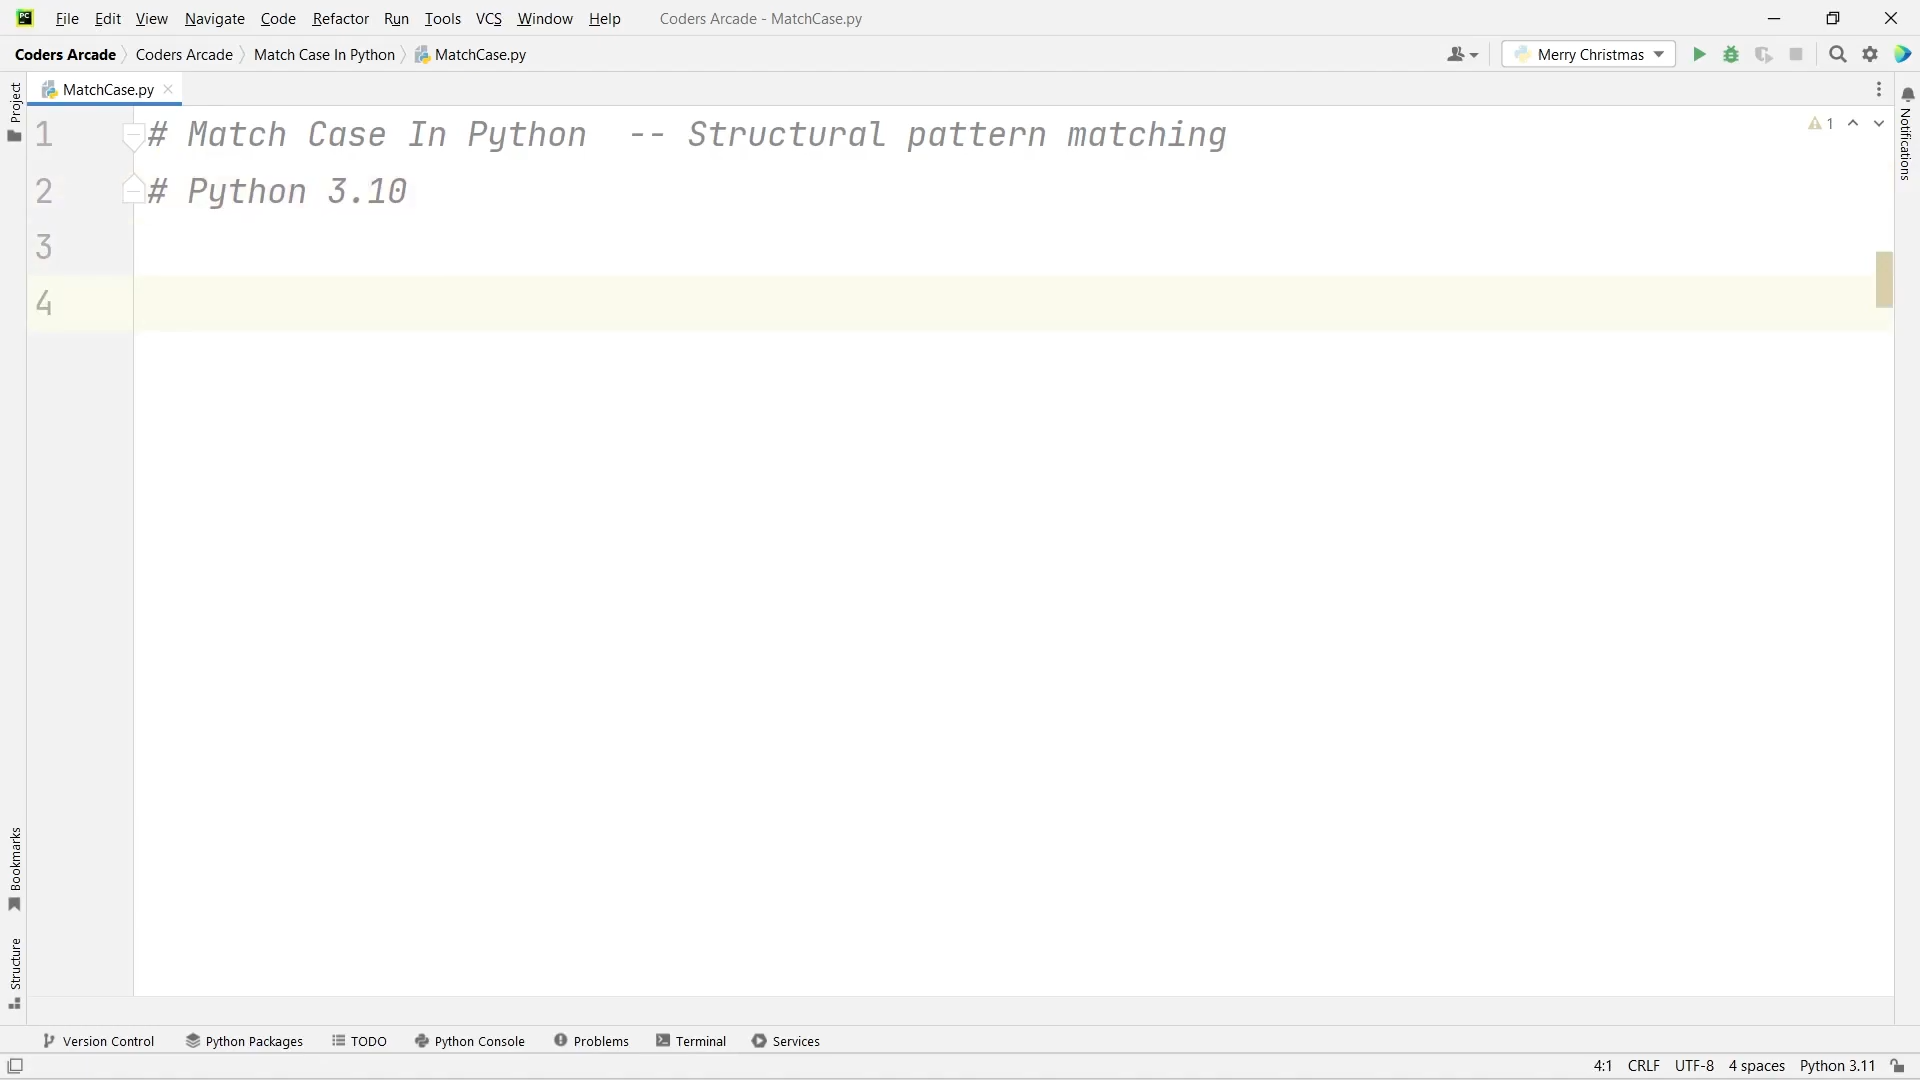 PC File Edit View Navigate Code Refactor Run Tools VCS Window Help Coders Arcade - MatchCase.py
Coders Arcade Coders Arcade Match Case In Python MatchCase.py Merry Christmas
MatchCase.py
Project
Notifications
1
1 # Match Case In Python -- Structural pattern matching
2 # Python 3.10
3
4
Bookmarks
Structure
Version Control Python Packages TODO Python Console Problems Terminal Services
4:1 CRLF UTF-8 4 spaces Python 3.11